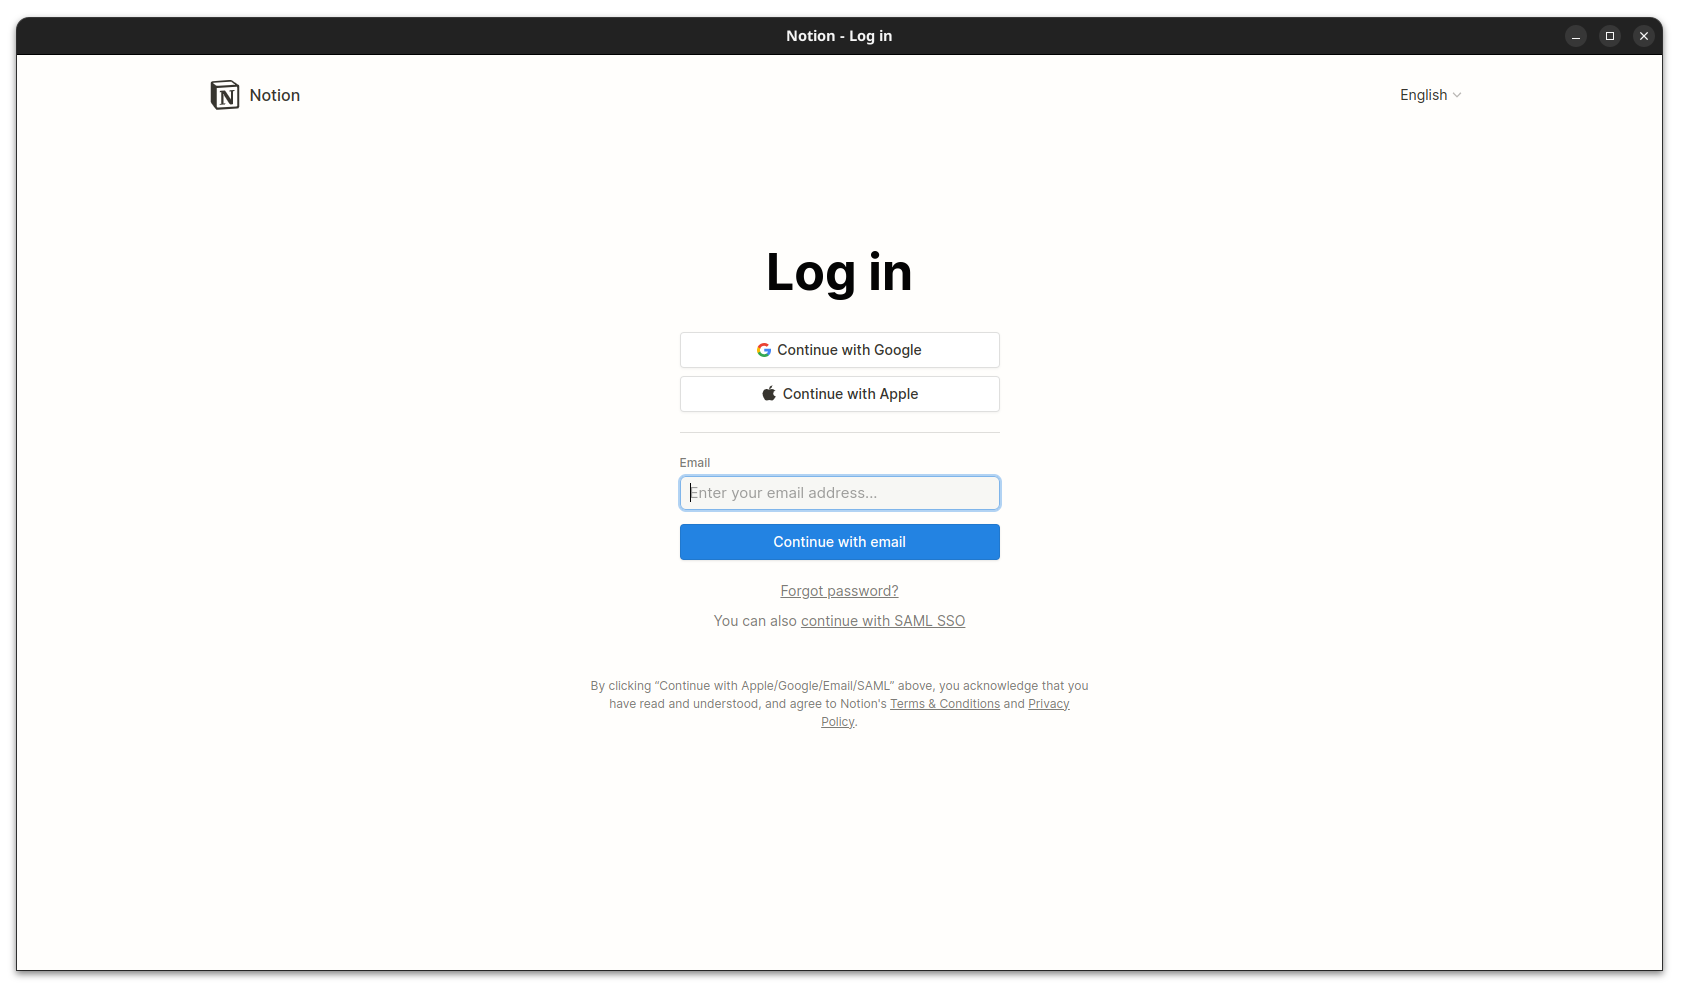 Notion - Log in
Notion
English
Log in
Continue with Google
Continue with Apple
Email
Enter your email address...
Continue with email
Forgot password?
You can also continue with SAML SSO
By clicking “Continue with Apple/Google/Email/SAML” above, you acknowledge that you
have read and understood, and agree to Notion's Terms & Conditions and Privacy
Policy.